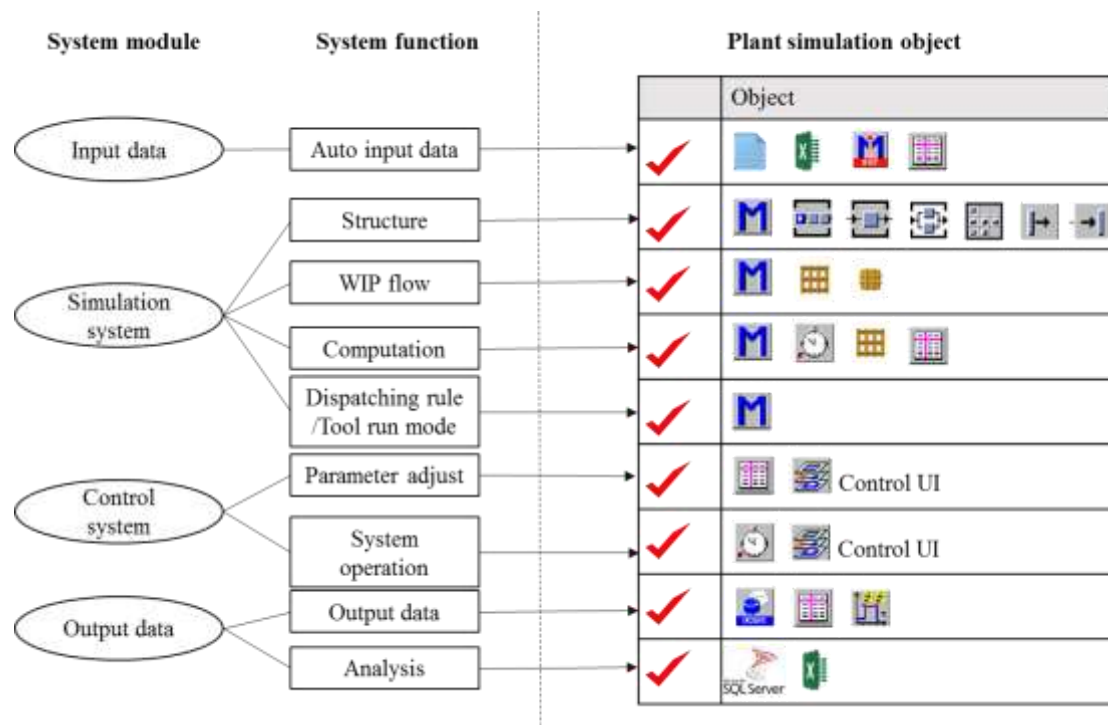 System module
System function
Plant simulation object
Object
Input data
Auto input data
Structure
WIP flow
Simulation
system
Computation
Dispatching rule
/Tool run mode
Control
system
Parameter adjust
Control UI
System
operation
Control UI
Output data
Output data
Analysis
SQL Server